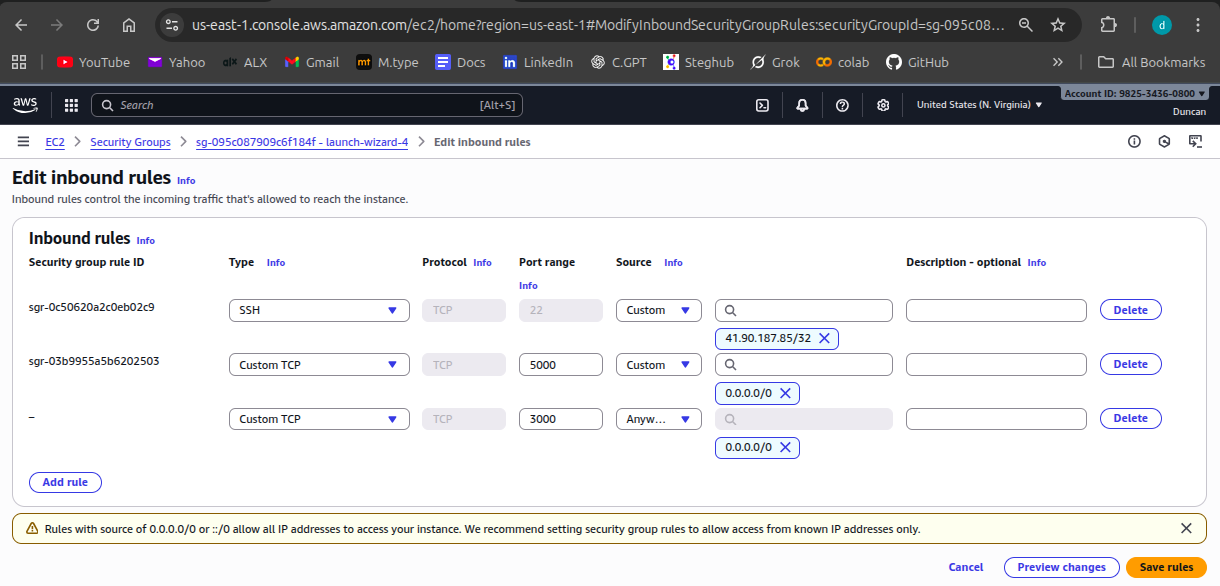 us-east-1.console.aws.amazon.com/ec2/home?region=us-east-1#ModifyInboundSecurityGroupRules:securityGroupId=sg-095c08... d
YouTube Yahoo alx ALX Gmail mt M.type Docs in LinkedIn C.GPT Steghub Grok colab GitHub » All Bookmarks
aws Search [Alt+S] United States (N. Virginia) Account ID: 9825-3436-0800
Duncan
EC2 Security Groups sg-095c087909c6f184f - launch-wizard-4 Edit inbound rules
Edit inbound rules Info
Inbound rules control the incoming traffic that's allowed to reach the instance.
Inbound rules Info
Security group rule ID Type Info Protocol Info Port range Info Source Info Description - optional Info
sgr-0c50620a2c0eb02c9 SSH TCP 22 Custom Delete
41.90.187.85/32
sgr-03b9955a5b6202503 Custom TCP TCP 5000 Custom Delete
0.0.0.0/0
– Custom TCP TCP 3000 Anyw... Delete
0.0.0.0/0
Add rule
Rules with source of 0.0.0.0/0 or ::/0 allow all IP addresses to access your instance. We recommend setting security group rules to allow access from known IP addresses only.
Cancel Preview changes Save rules